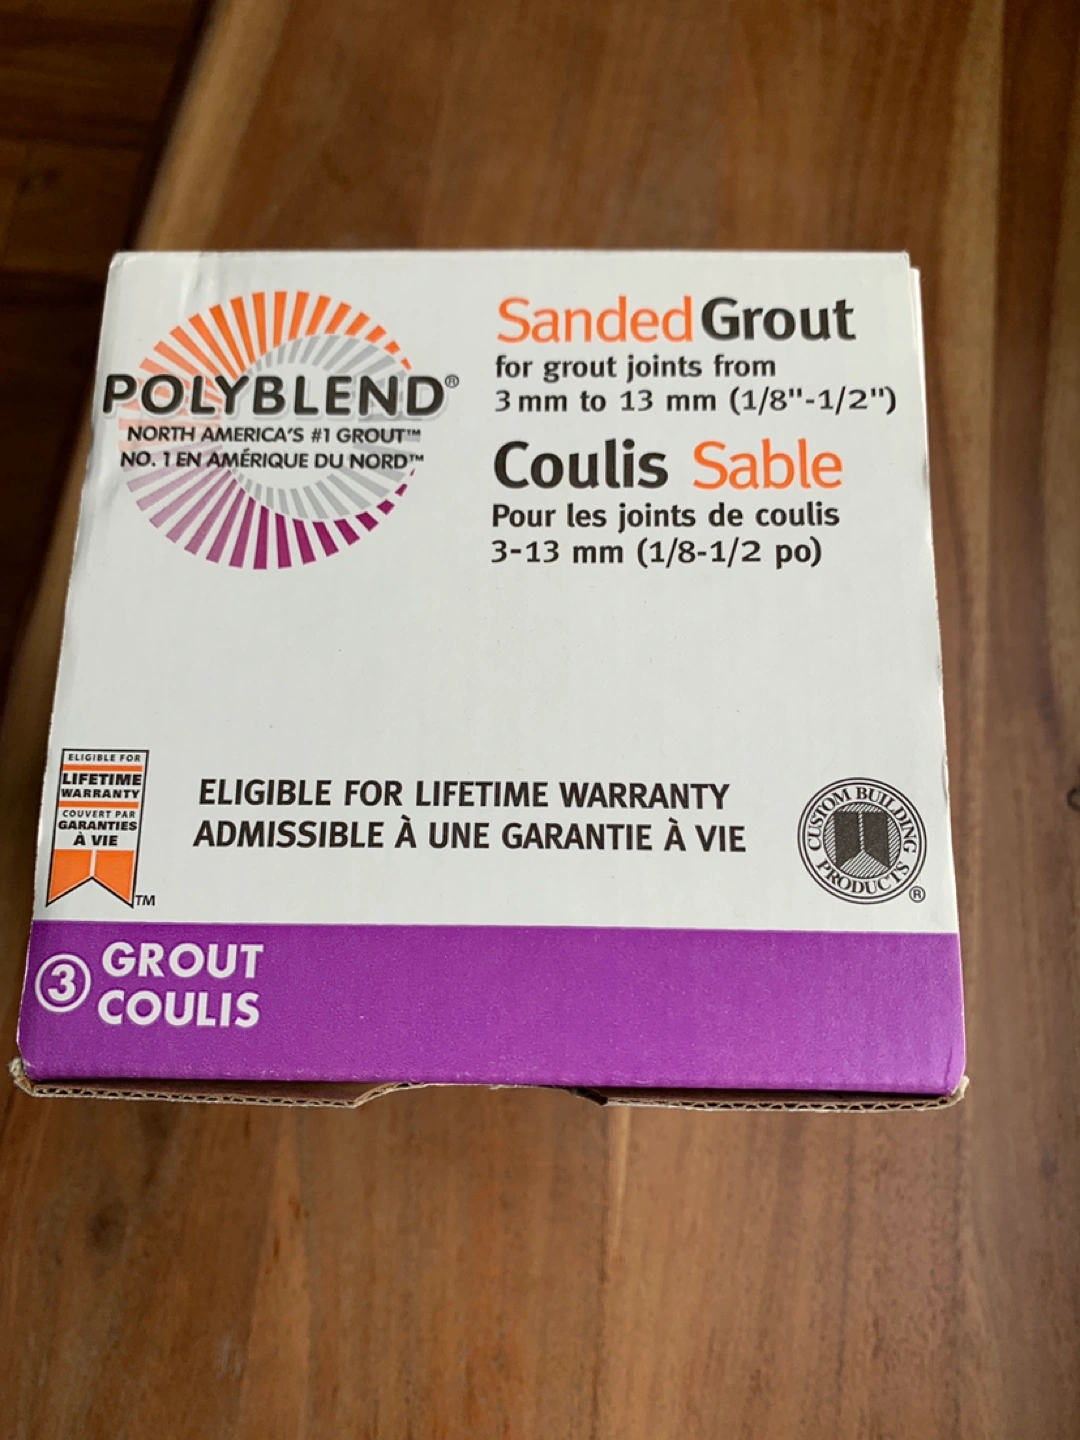 POLYBLEND®
NORTH AMERICA'S #1 GROUT™
NO. 1 EN AMÉRIQUE DU NORD™
Sanded Grout
for grout joints from
3 mm to 13 mm (1/8"-1/2")
Coulis Sable
Pour les joints de coulis
3-13 mm (1/8-1/2 po)
ELIGIBLE FOR
LIFETIME
WARRANTY
COUVERT PAR
GARANTIES
À VIE
TM
ELIGIBLE FOR LIFETIME WARRANTY
ADMISSIBLE À UNE GARANTIE À VIE
CUSTOM BUILDING
PRODUCTS
®
3 GROUT
COULIS